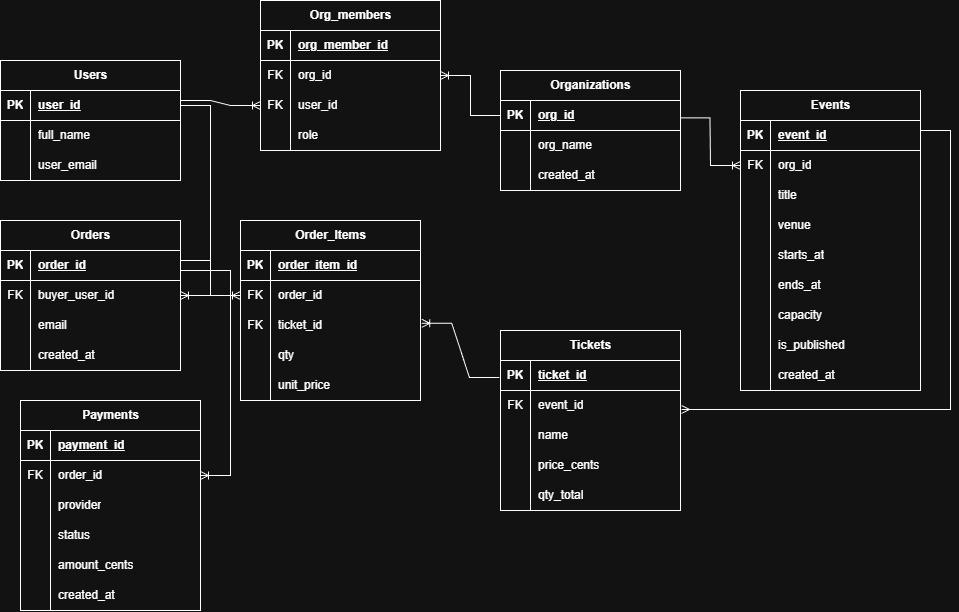 Org_members
PK org_member_id
FK org_id
FK user_id
role
Users
PK user_id
full_name
user_email
Organizations
PK org_id
org_name
created_at
Events
PK event_id
FK org_id
title
venue
starts_at
ends_at
capacity
is_published
created_at
Orders
PK order_id
FK buyer_user_id
email
created_at
Order_Items
PK order_item_id
FK order_id
FK ticket_id
qty
unit_price
Tickets
PK ticket_id
FK event_id
name
price_cents
qty_total
Payments
PK payment_id
FK order_id
provider
status
amount_cents
created_at